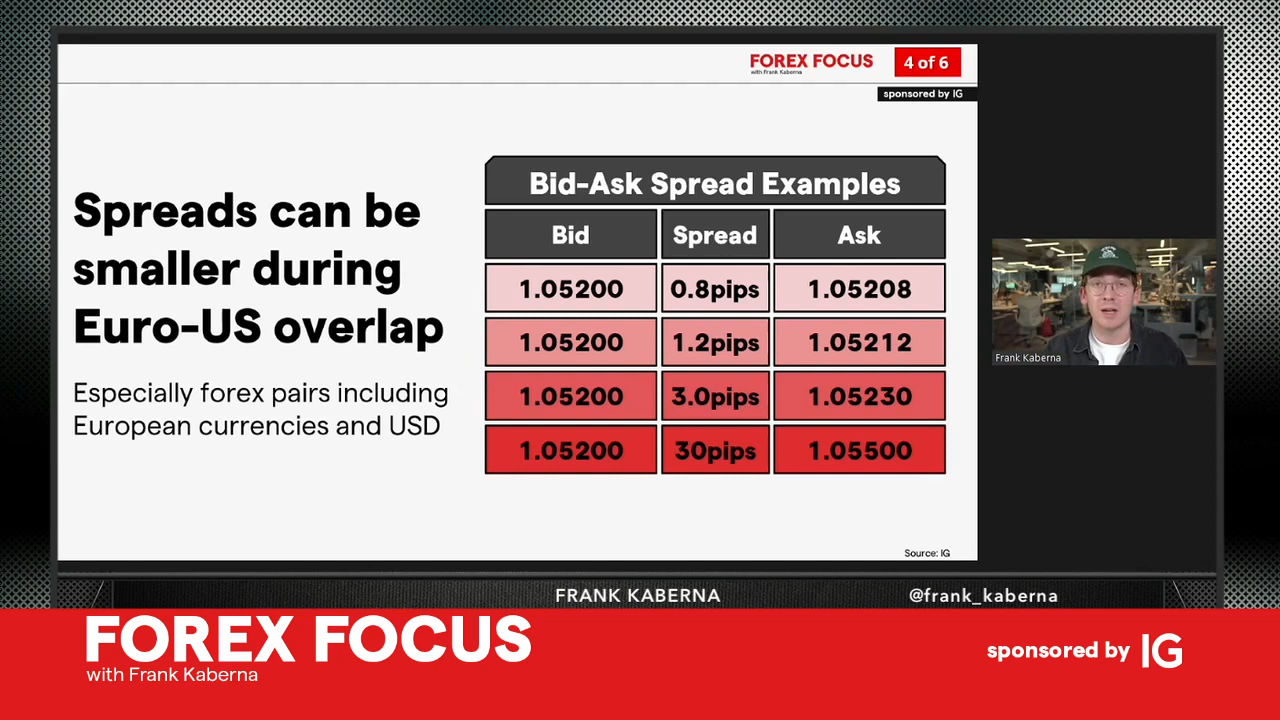 FOREX FOCUS
with Frank Kaberna
4 of 6
sponsored by IG
Spreads can be
smaller during
Euro-US overlap
Especially forex pairs including
European currencies and USD
Bid-Ask Spread Examples
Bid Spread Ask
1.05200 0.8pips 1.05208
1.05200 1.2pips 1.05212
1.05200 3.0pips 1.05230
1.05200 30pips 1.05500
Source: IG
Frank Kaberna
FRANK KABERNA @frank_kaberna
FOREX FOCUS
with Frank Kaberna
sponsored by IG